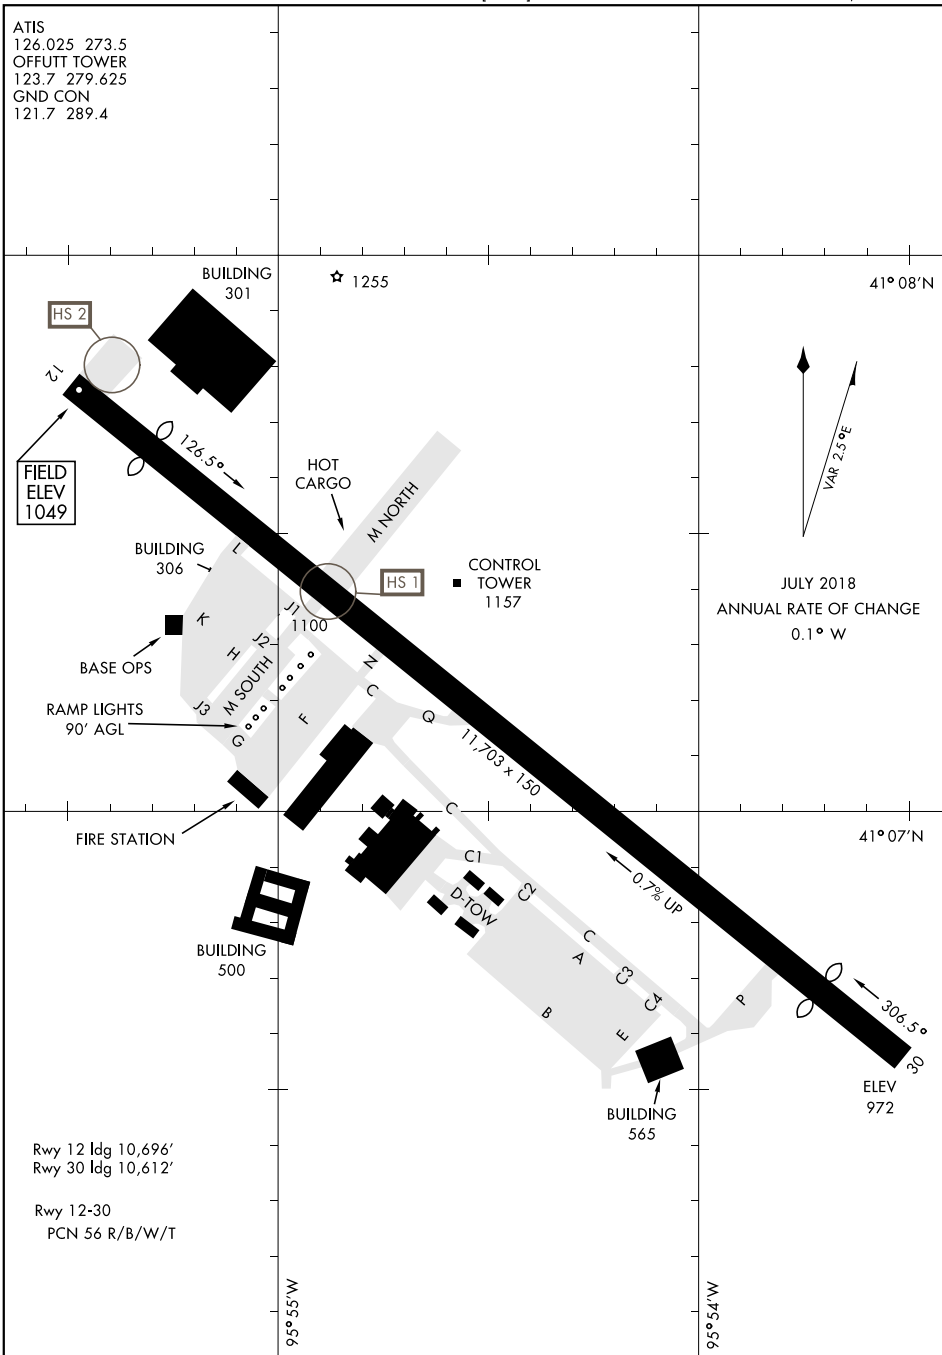 ATIS
126.025 273.5
OFFUTT TOWER
123.7 279.625
GND CON
121.7 289.4
BUILDING
301
1255
41° 08'N
HS 2
12
126.5°
VAR 2.5°E
FIELD
ELEV
1049
HOT
CARGO
M NORTH
L
BUILDING
306
HS 1
CONTROL
TOWER
1157
JULY 2018
ANNUAL RATE OF CHANGE
0.1° W
J1
1100
K
J2
H
N
BASE OPS
M SOUTH
C
RAMP LIGHTS
90' AGL
J3
F
Q
G
11,703 x 150
C
FIRE STATION
41° 07'N
C1
0.7% UP
C2
D-TOW
BUILDING
500
C
A
C3
C4
P
B
E
306.5°
30
ELEV
972
BUILDING
565
Rwy 12 ldg 10,696'
Rwy 30 ldg 10,612'
Rwy 12-30
PCN 56 R/B/W/T
95° 55'W
95° 54'W